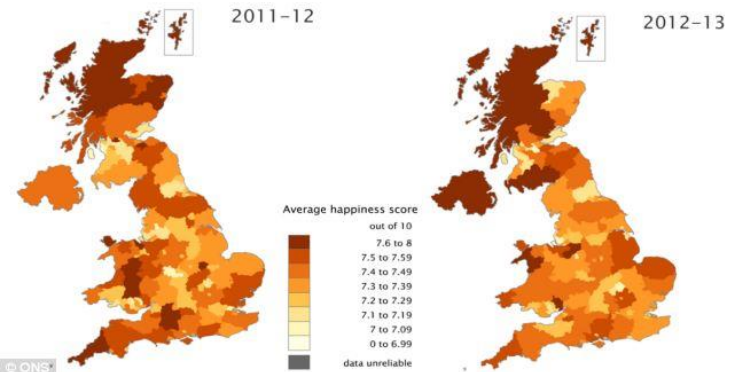 2011-12
2012-13
Average happiness score
out of 10
7.6 to 8
7.5 to 7.59
7.4 to 7.49
7.3 to 7.39
7.2 to 7.29
7.1 to 7.19
7 to 7.09
0 to 6.99
data unreliable
© ONS